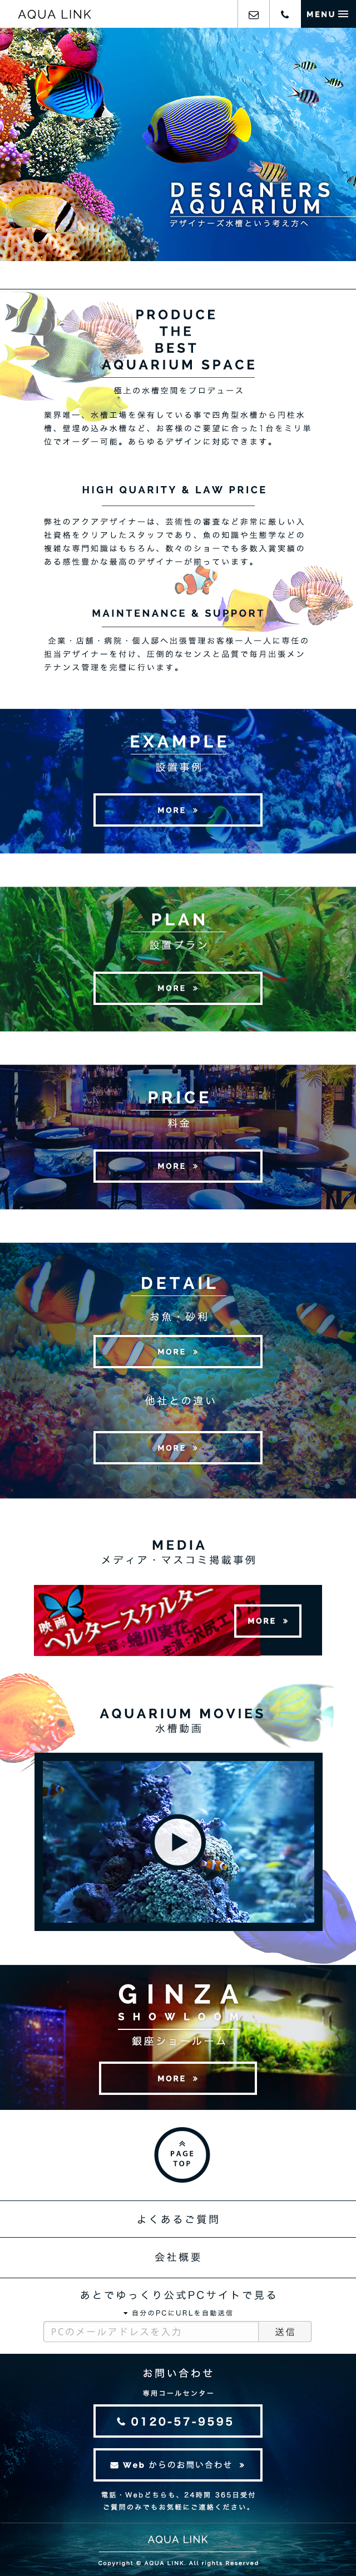 AQUA LINK
MENU
DESIGNERS
AQUARIUM
デザイナーズ水槽という考え方へ
PRODUCE
THE
BEST
AQUARIUM SPACE
極上の水槽空間をプロデュース
業界唯一、水槽工場を保有している事で四角型水槽から円柱水
槽、壁埋め込み水槽など、お客様のご要望に合った1台をミリ単
位でオーダー可能。あらゆるデザインに対応できます。
HIGH QUARITY & LAW PRICE
弊社のアクアデザイナーは、芸術性の審査など非常に厳しい入
社資格をクリアしたスタッフであり、魚の知識や生態学などの
複雑な専門知識はもちろん、数々のショーでも多数入賞実績の
ある感性豊かな最高のデザイナーが揃っています。
MAINTENANCE & SUPPORT
企業・店舗・病院・個人邸へ出張管理お客様一人一人に専任の
担当デザイナーを付け、圧倒的なセンスと品質で毎月出張メン
テナンス管理を完璧に行います。
EXAMPLE
設置事例
MORE »
PLAN
設置プラン
MORE »
PRICE
料金
MORE »
DETAIL
お魚・砂利
MORE »
他社との違い
MORE »
MEDIA
メディア・マスコミ掲載事例
映画
ヘルタースケルター
監督：蜷川実花 主演：沢尻エリカ
MORE »
AQUARIUM MOVIES
水槽動画
GINZA
SHOWLOOM
銀座ショールーム
MORE »
PAGE
TOP
よくあるご質問
会社概要
あとでゆっくり公式PCサイトで見る
自分のPCにURLを自動送信
PCのメールアドレスを入力
送信
お問い合わせ
専用コールセンター
0120-57-9595
Web からのお問い合わせ »
電話・Webどちらも、24時間 365日受付
ご質問のみでもお気軽にご連絡ください。
AQUA LINK
Copyright © AQUA LINK. All rights Reserved